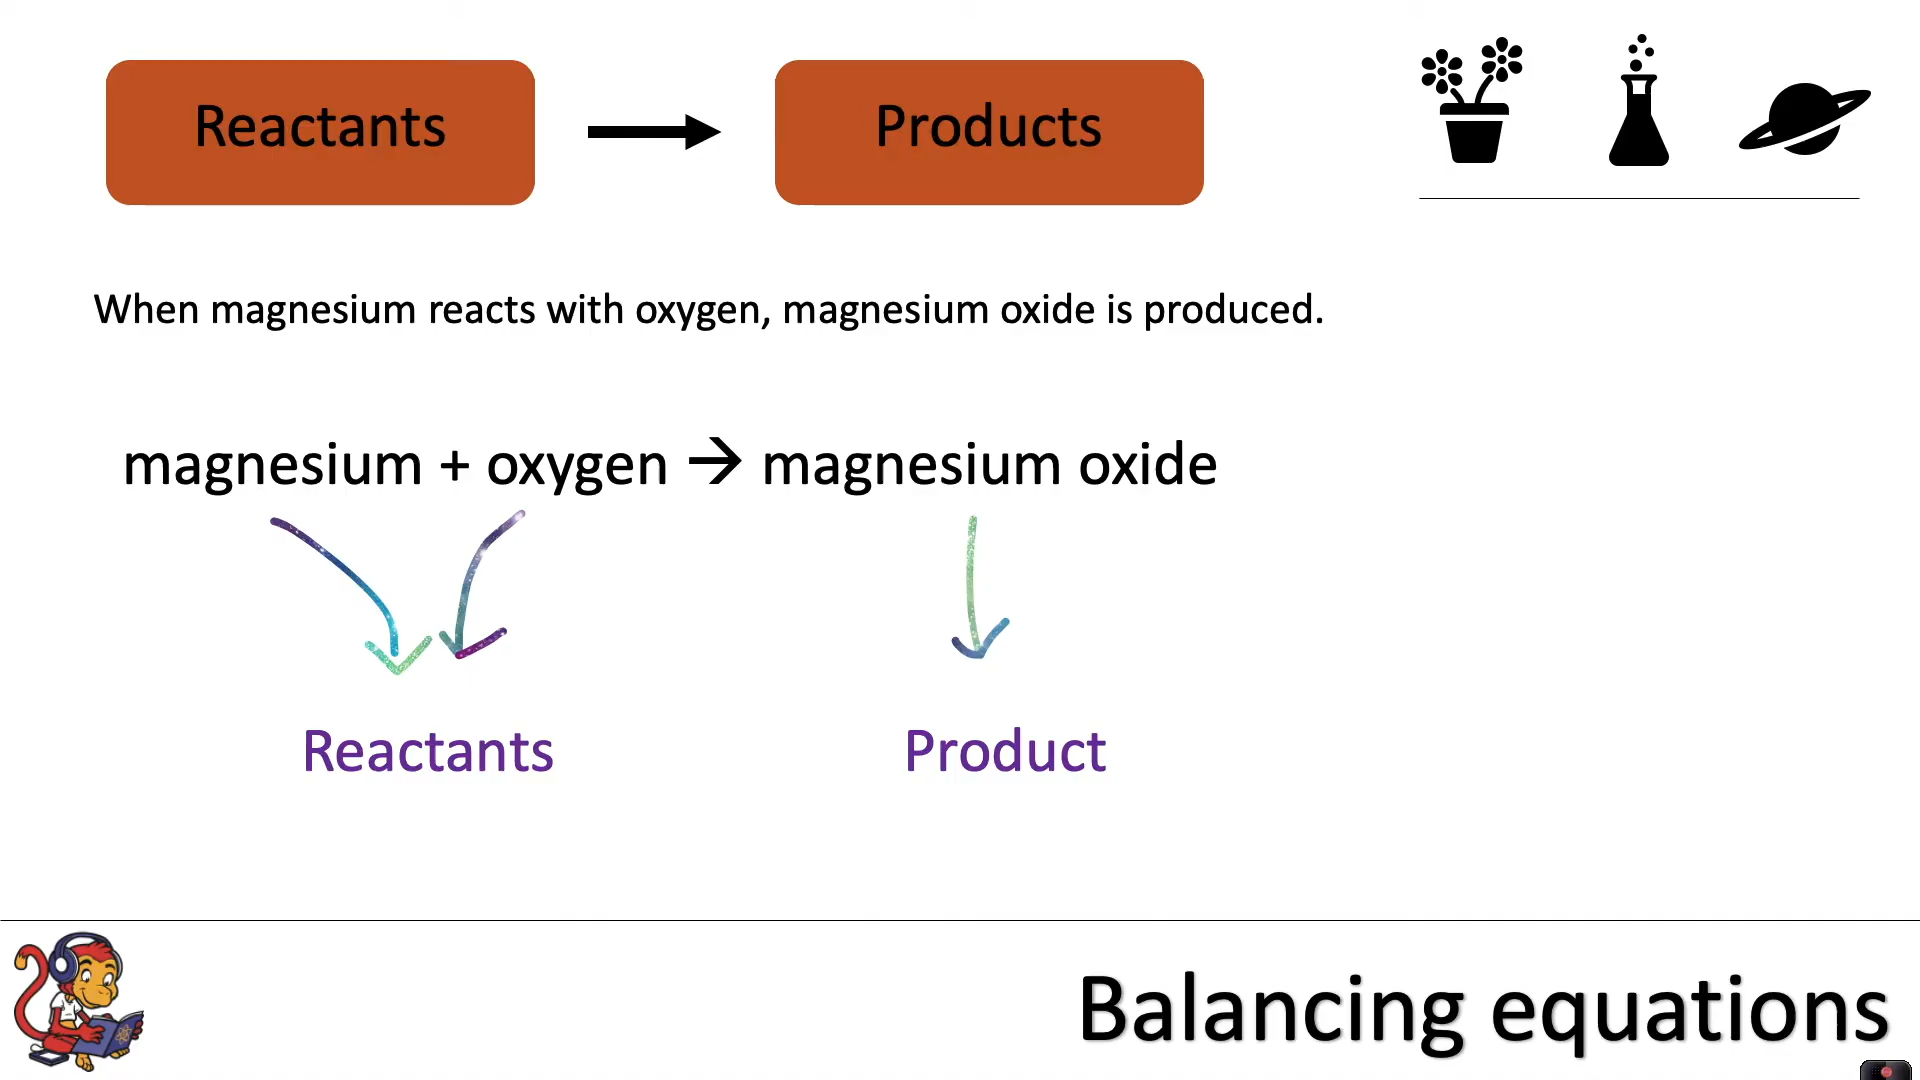 Reactants → Products
When magnesium reacts with oxygen, magnesium oxide is produced.
magnesium + oxygen → magnesium oxide
Reactants Product
Balancing equations